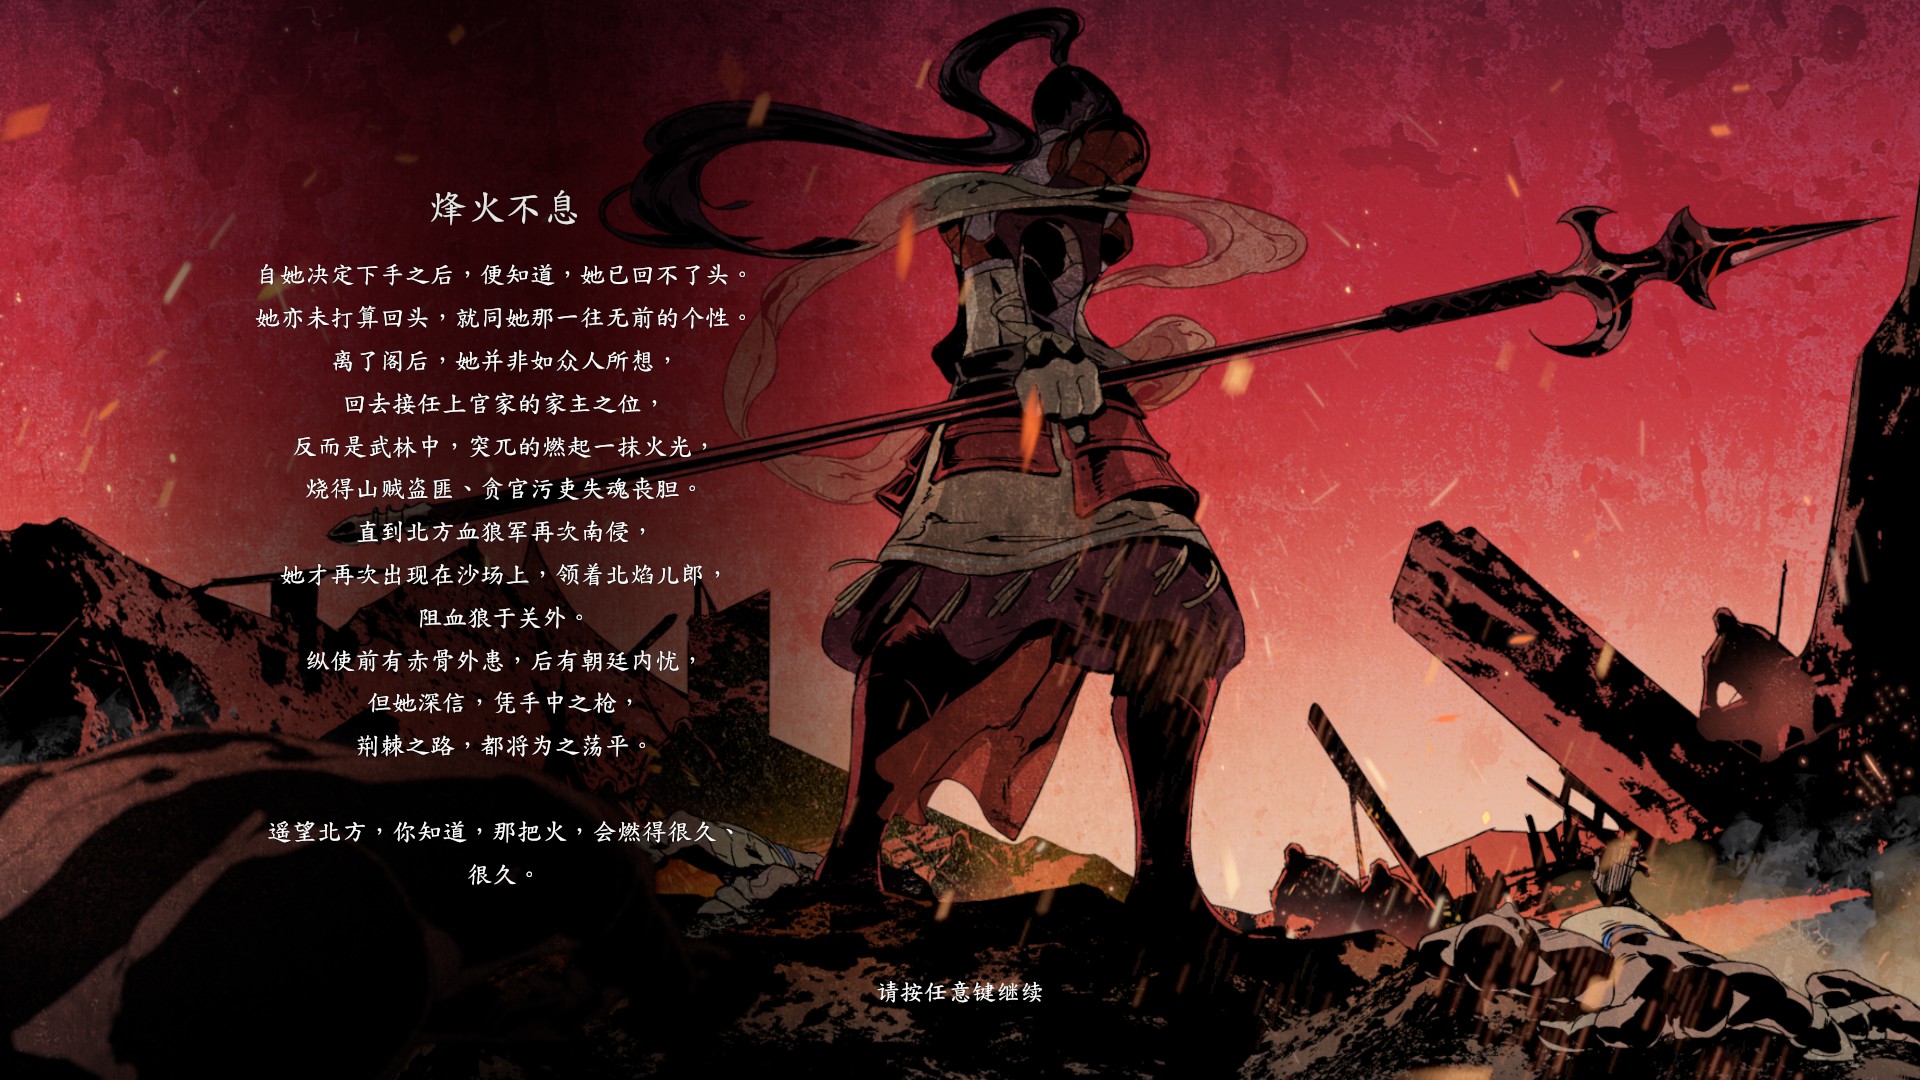 烽火不息
自她决定下手之后，便知道，她已回不了头。
她亦未打算回头，就同她那一往无前的个性。
离了阁后，她并非如众人所想，
回去接任上官家的家主之位，
反而是武林中，突兀的燃起一抹火光，
烧得山贼盗匪、贪官污吏失魂丧胆。
直到北方血狼军再次南侵，
她才再次出现在沙场上，领着北焰儿郎，
阻血狼于关外。
纵使前有赤骨外患，后有朝廷内忧，
但她深信，凭手中之枪，
荆棘之路，都将为之荡平。
遥望北方，你知道，那把火，会燃得很久、
很久。
请按任意键继续